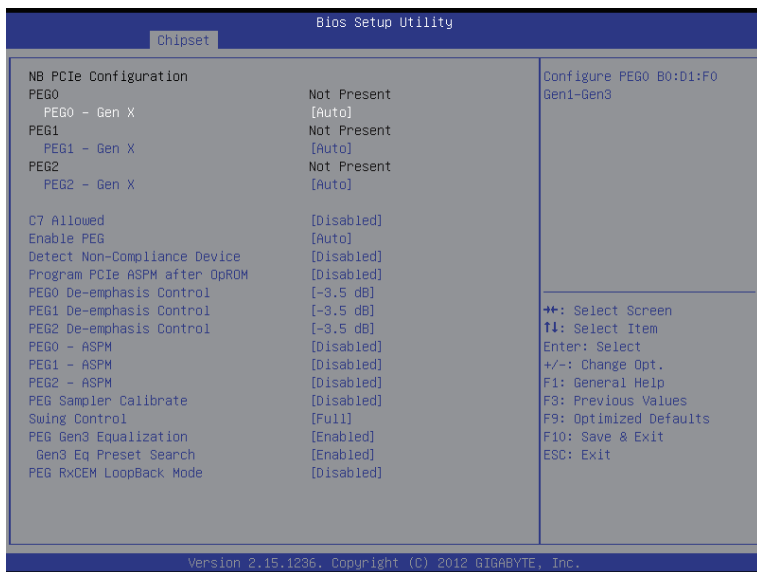 Bios Setup Utility
Chipset
NB PCIe Configuration
PEG0 Not Present
PEG0 – Gen X [Auto]
PEG1 Not Present
PEG1 – Gen X [Auto]
PEG2 Not Present
PEG2 – Gen X [Auto]
C7 Allowed [Disabled]
Enable PEG [Auto]
Detect Non-Compliance Device [Disabled]
Program PCIe ASPM after OpROM [Disabled]
PEG0 De-emphasis Control [-3.5 dB]
PEG1 De-emphasis Control [-3.5 dB]
PEG2 De-emphasis Control [-3.5 dB]
PEG0 – ASPM [Disabled]
PEG1 – ASPM [Disabled]
PEG2 – ASPM [Disabled]
PEG Sampler Calibrate [Disabled]
Swing Control [Full]
PEG Gen3 Equalization [Enabled]
Gen3 Eq Preset Search [Enabled]
PEG RxCEM LoopBack Mode [Disabled]
Configure PEG0 B0:D1:F0
Gen1-Gen3
→←: Select Screen
↑↓: Select Item
Enter: Select
+/-: Change Opt.
F1: General Help
F3: Previous Values
F9: Optimized Defaults
F10: Save & Exit
ESC: Exit
Version 2.15.1236. Copyright (C) 2012 GIGABYTE, Inc.